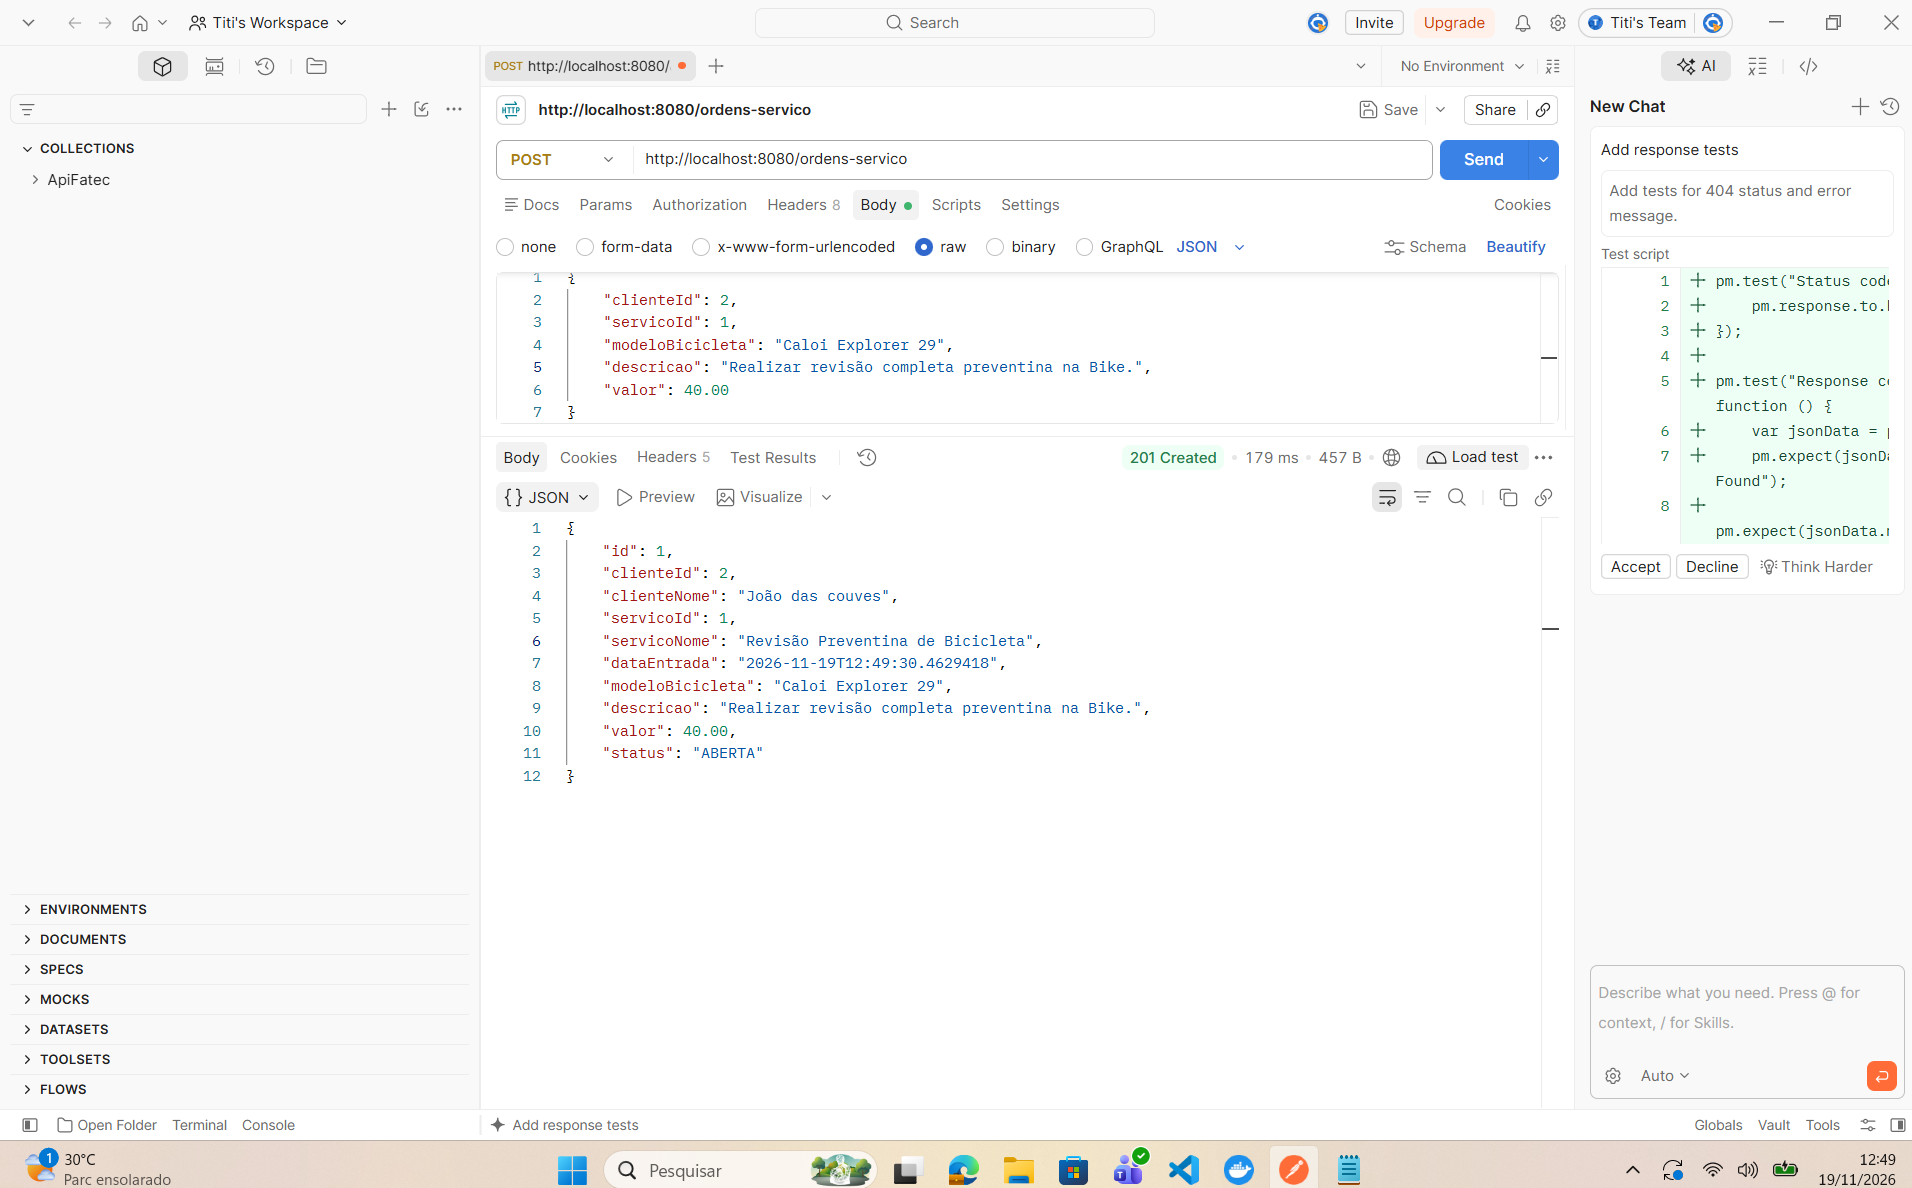 Titi's Workspace
Search
Invite
Upgrade
T
Titi's Team
POST http://localhost:8080/
No Environment
AI
HTTP
http://localhost:8080/ordens-servico
Save
Share
New Chat
COLLECTIONS
ApiFatec
POST
http://localhost:8080/ordens-servico
Send
Add response tests
Add tests for 404 status and error
message.
Docs
Params
Authorization
Headers 8
Body
Scripts
Settings
Cookies
none
form-data
x-www-form-urlencoded
raw
binary
GraphQL
JSON
Schema
Beautify
Test script
1 {
2 "clienteId": 2,
3 "servicoId": 1,
4 "modeloBicicleta": "Caloi Explorer 29",
5 "descricao": "Realizar revisão completa preventina na Bike.",
6 "valor": 40.00
7 }
1 + pm.test("Status code
2 + pm.response.to.
3 + });
4 +
5 + pm.test("Response
function () {
6 + var jsonData =
7 + pm.expect(
Found");
8 +
pm.expect(jsonData.
Accept
Decline
Think Harder
Body
Cookies
Headers 5
Test Results
201 Created
179 ms
457 B
Load test
{} JSON
Preview
Visualize
1 {
2 "id": 1,
3 "clienteId": 2,
4 "clienteNome": "João das couves",
5 "servicoId": 1,
6 "servicoNome": "Revisão Preventina de Bicicleta",
7 "dataEntrada": "2026-11-19T12:49:30.4629418",
8 "modeloBicicleta": "Caloi Explorer 29",
9 "descricao": "Realizar revisão completa preventina na Bike.",
10 "valor": 40.00,
11 "status": "ABERTA"
12 }
ENVIRONMENTS
DOCUMENTS
SPECS
MOCKS
DATASETS
TOOLSETS
FLOWS
Describe what you need. Press @ for
context, / for Skills.
Auto
Open Folder
Terminal
Console
Add response tests
Globals
Vault
Tools
1
30°C
Parc ensolarado
Pesquisar
12:49
19/11/2026